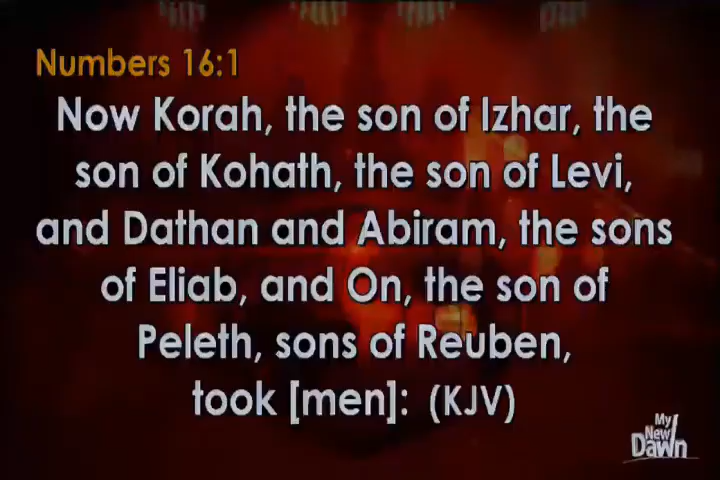 Numbers 16:1
Now Korah, the son of Izhar, the
son of Kohath, the son of Levi,
and Dathan and Abiram, the sons
of Eliab, and On, the son of
Peleth, sons of Reuben,
took [men]: (KJV)
My
New
Dawn